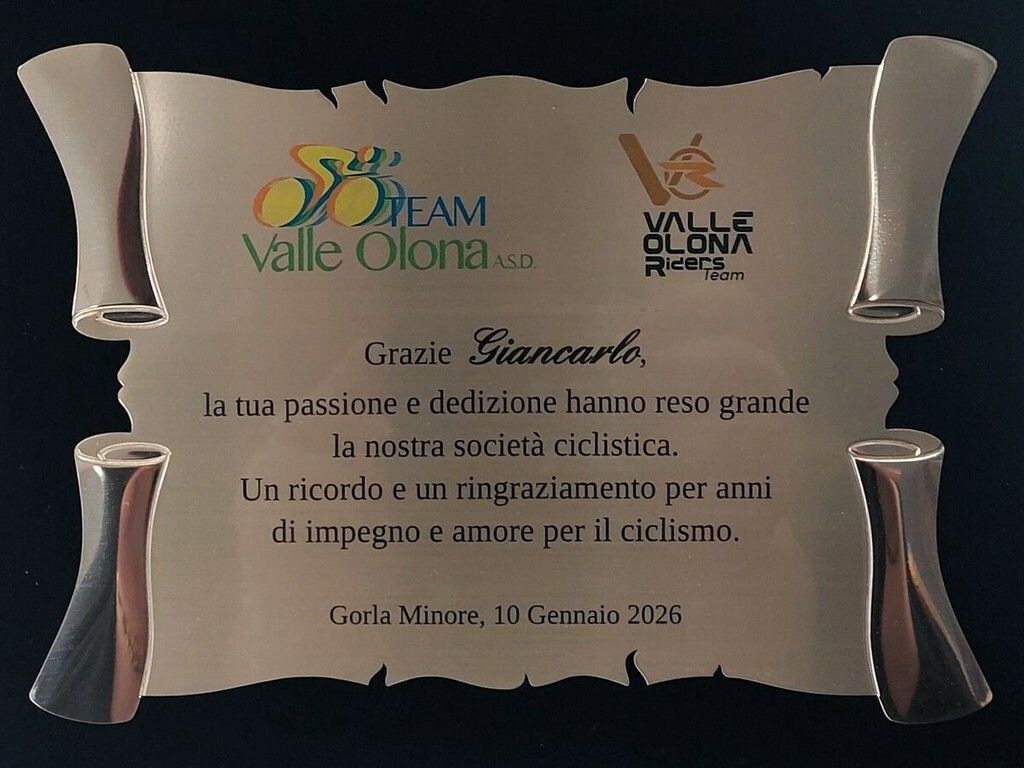 TEAM
Valle Olona A.S.D.
VALLE
OLONA
Riders
Team
Grazie Giancarlo,
la tua passione e dedizione hanno reso grande
la nostra società ciclistica.
Un ricordo e un ringraziamento per anni
di impegno e amore per il ciclismo.
Gorla Minore, 10 Gennaio 2026